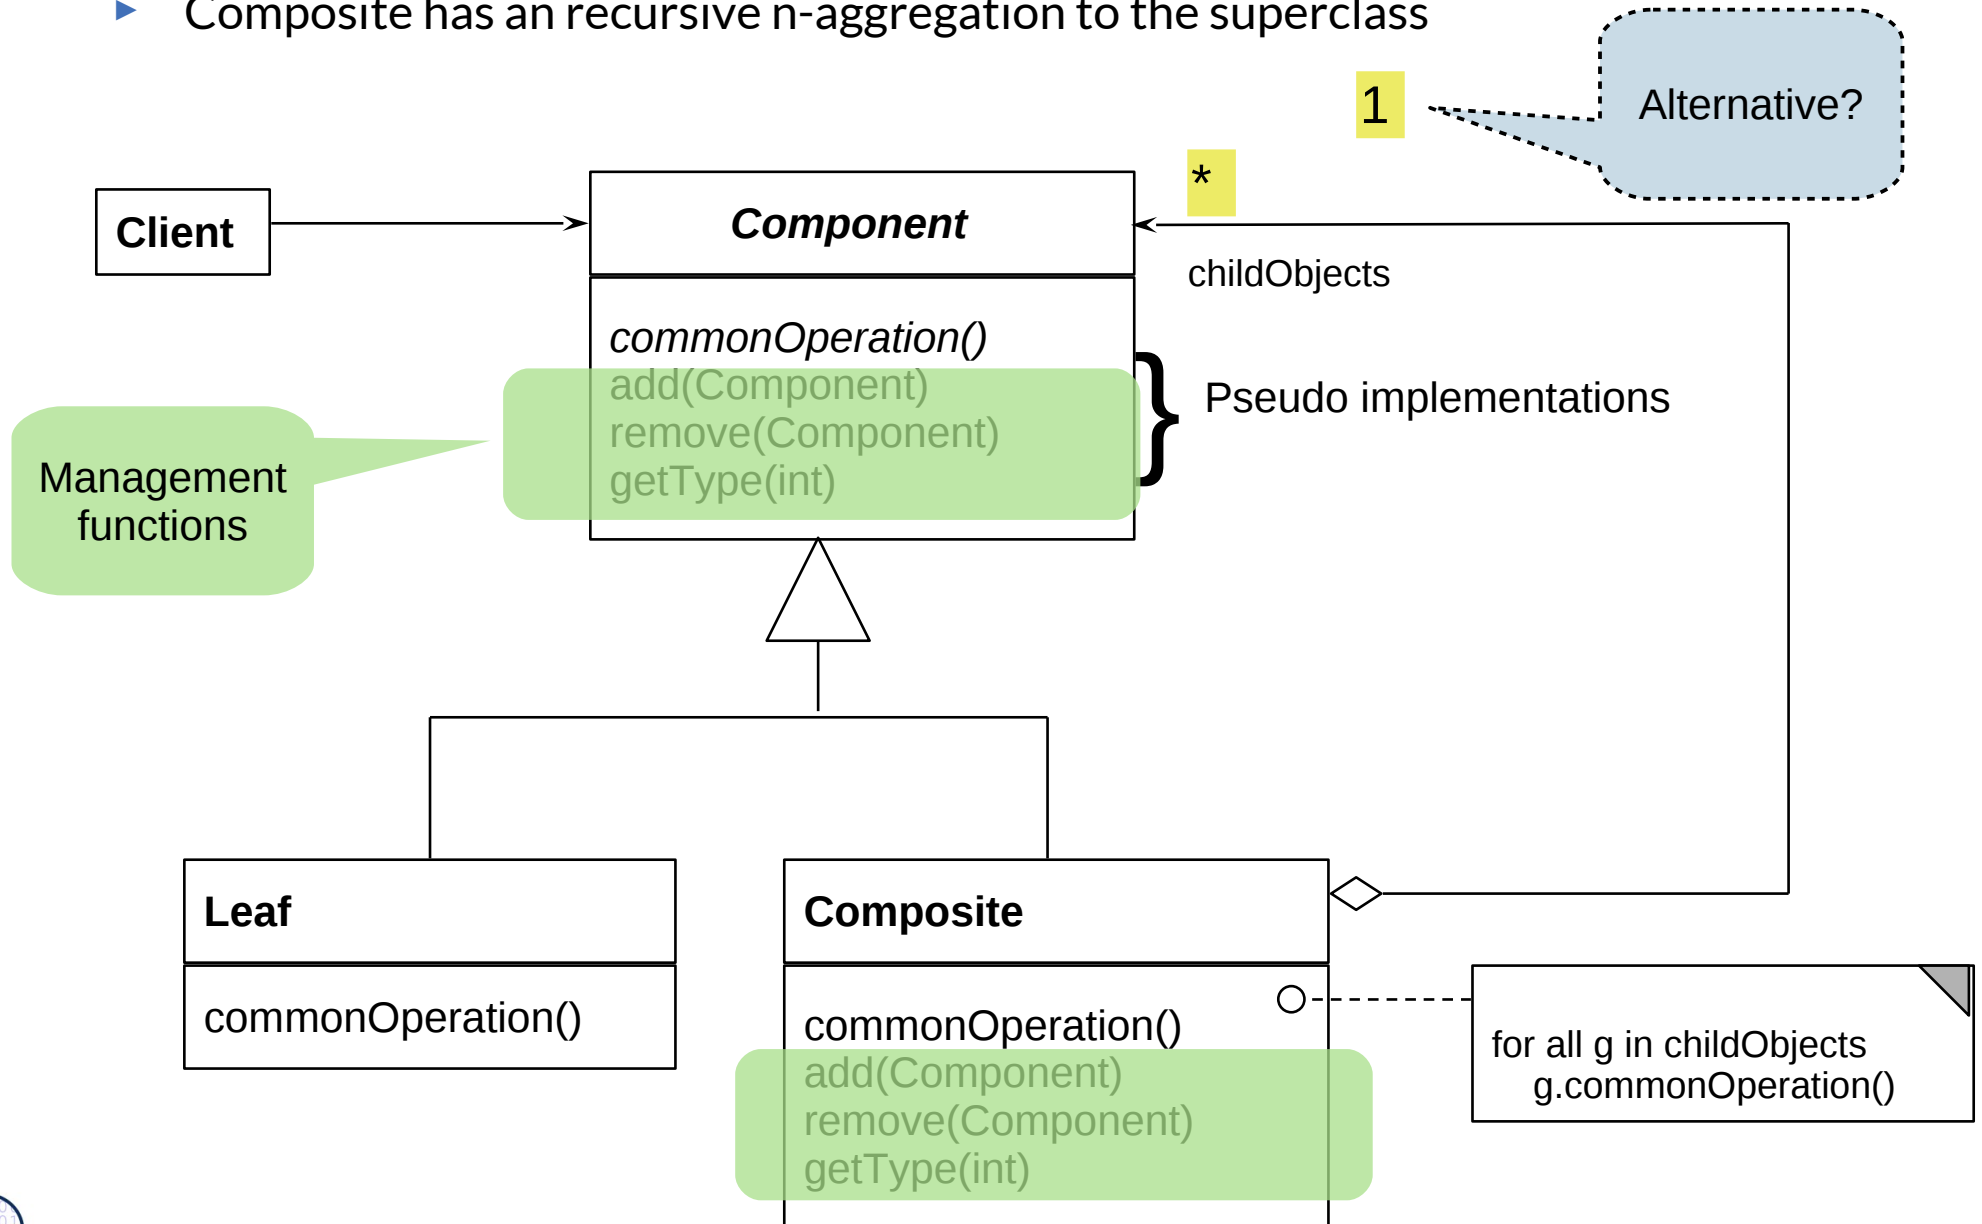 Composite has an recursive n-aggregation to the superclass
1
Alternative?
*
Client
Component
childObjects
commonOperation()
add(Component)
remove(Component)
getType(int)
Pseudo implementations
Management
functions
Leaf
commonOperation()
Composite
commonOperation()
add(Component)
remove(Component)
getType(int)
for all g in childObjects
g.commonOperation()